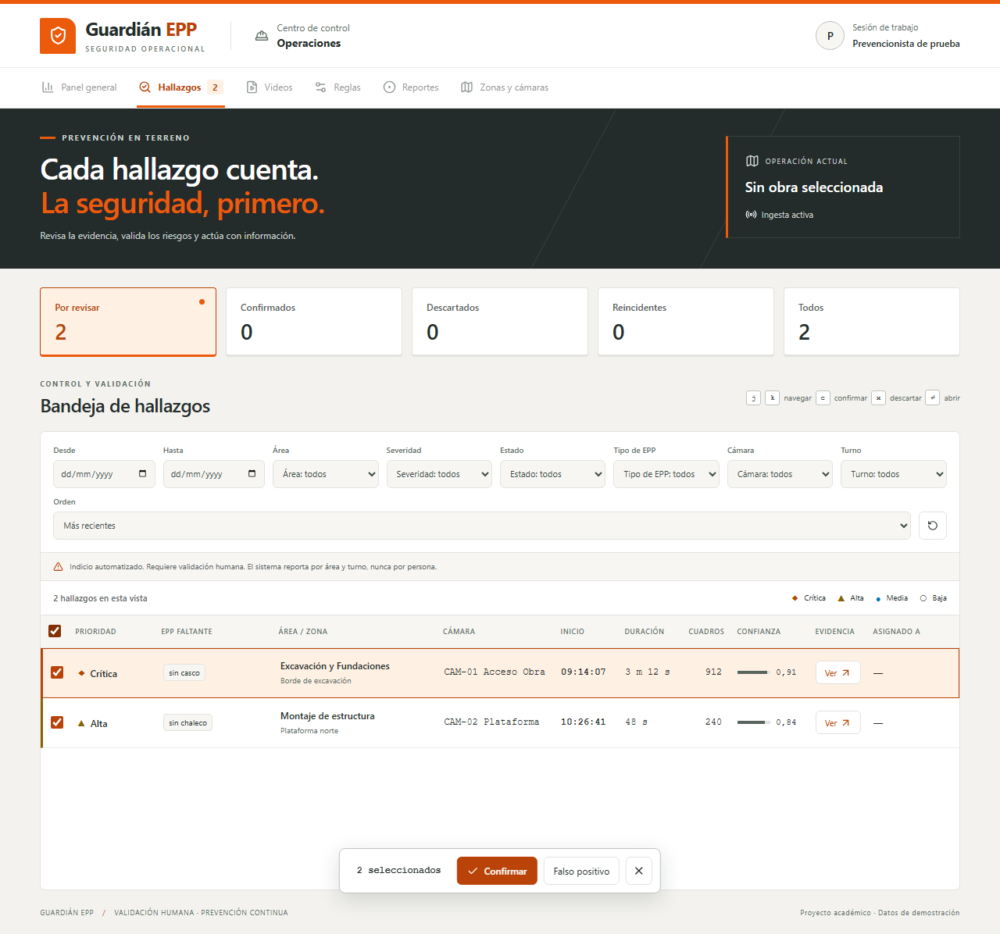 Guardián EPP
SEGURIDAD OPERACIONAL
Centro de control
Operaciones
P
Sesión de trabajo
Prevencionista de prueba
Panel general
Hallazgos 2
Videos
Reglas
Reportes
Zonas y cámaras
PREVENCIÓN EN TERRENO
Cada hallazgo cuenta.
La seguridad, primero.
Revisa la evidencia, valida los riesgos y actúa con información.
OPERACIÓN ACTUAL
Sin obra seleccionada
Ingesta activa
Por revisar
2
Confirmados
0
Descartados
0
Reincidentes
0
Todos
2
CONTROL Y VALIDACIÓN
Bandeja de hallazgos
j k navegar c confirmar x descartar ↵ abrir
Desde Hasta Área Severidad Estado Tipo de EPP Cámara Turno
dd/mm/yyyy dd/mm/yyyy Área: todos Severidad: todos Estado: todos Tipo de EPP: todos Cámara: todos Turno: todos
Orden
Más recientes
Indicio automatizado. Requiere validación humana. El sistema reporta por área y turno, nunca por persona.
2 hallazgos en esta vista
Crítica Alta Media Baja
PRIORIDAD EPP FALTANTE ÁREA / ZONA CÁMARA INICIO DURACIÓN CUADROS CONFIANZA EVIDENCIA ASIGNADO A
Crítica sin casco Excavación y Fundaciones CAM-01 Acceso Obra 09:14:07 3 m 12 s 912 0,91 Ver —
Borde de excavación
Alta sin chaleco Montaje de estructura CAM-02 Plataforma 10:26:41 48 s 240 0,84 Ver —
Plataforma norte
2 seleccionados Confirmar Falso positivo
GUARDIÁN EPP / VALIDACIÓN HUMANA · PREVENCIÓN CONTINUA
Proyecto académico · Datos de demostración